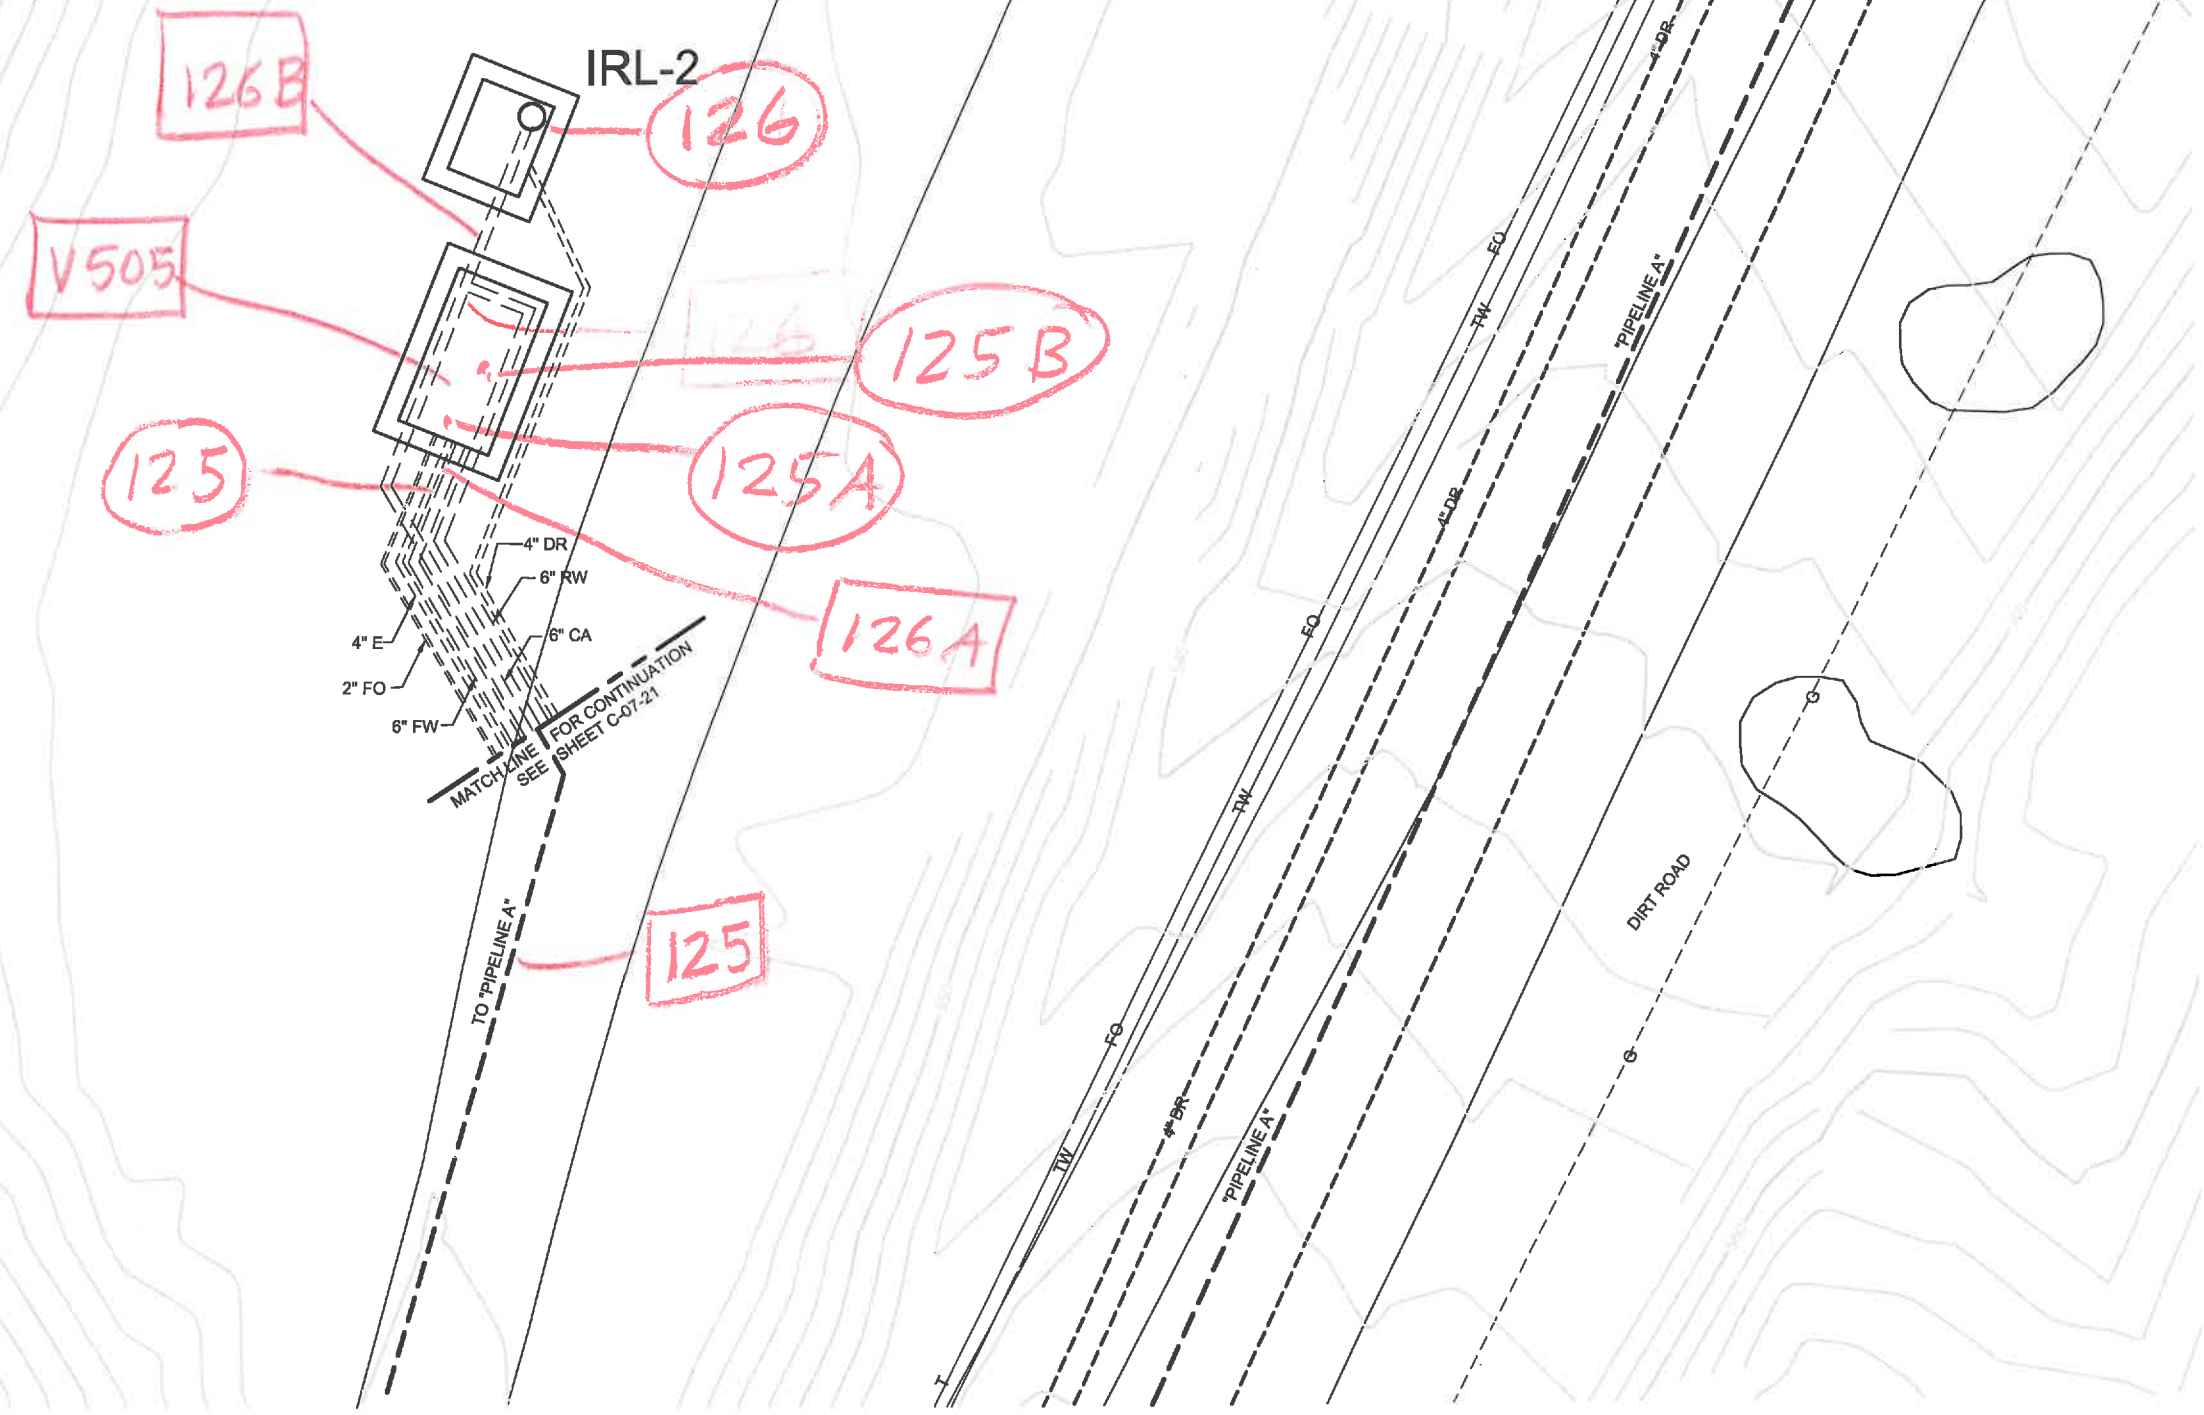 IRL-2
126B
126
V505
126
125B
125
125A
4" DR
6" RW
4" E
6" CA
126A
2" FO
6" FW
MATCH LINE
SEE SHEET C-07-21
FOR CONTINUATION
TO "PIPELINE A"
125
4" DR
FO
TW
"PIPELINE A"
4" DR
FO
TW
G
DIRT ROAD
FO
G
4" DR
TW
"PIPELINE A"
T